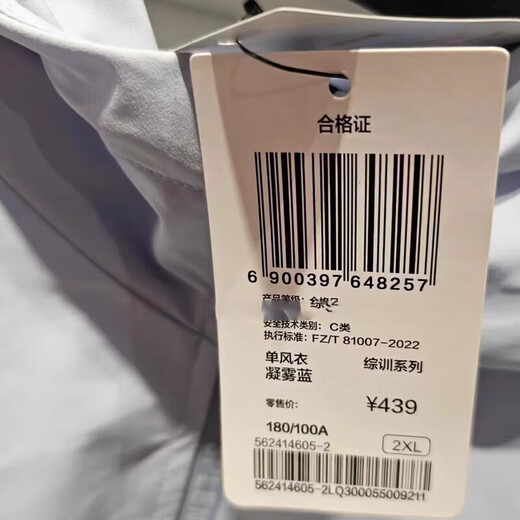 合格证
6 900397 648257
产品等级:
安全技术类别: C类
执行标准: FZ/T 81007-2022
单风衣 综训系列
凝雾蓝
零售价: ¥439
180/100A
562414605-2 2XL
562414605-2LQ300055009211